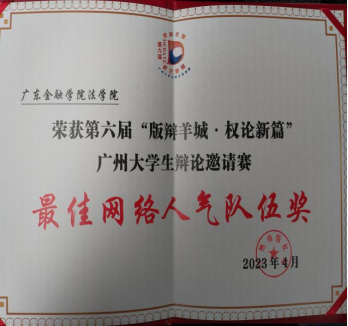 广东金融学院法学院
荣获第六届“版辩羊城·权论新篇”
广州大学生辩论邀请赛
最佳网络人气队伍奖
2023年4月